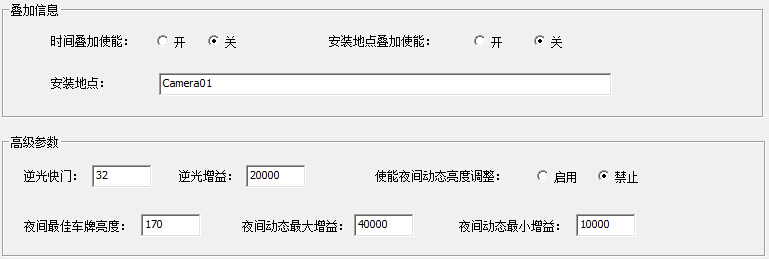 叠加信息
时间叠加使能： 开 关 安装地点叠加使能： 开 关
安装地点： Camera01
高级参数
逆光快门： 32 逆光增益： 20000 使能夜间动态亮度调整： 启用 禁止
夜间最佳车牌亮度： 170 夜间动态最大增益： 40000 夜间动态最小增益： 10000